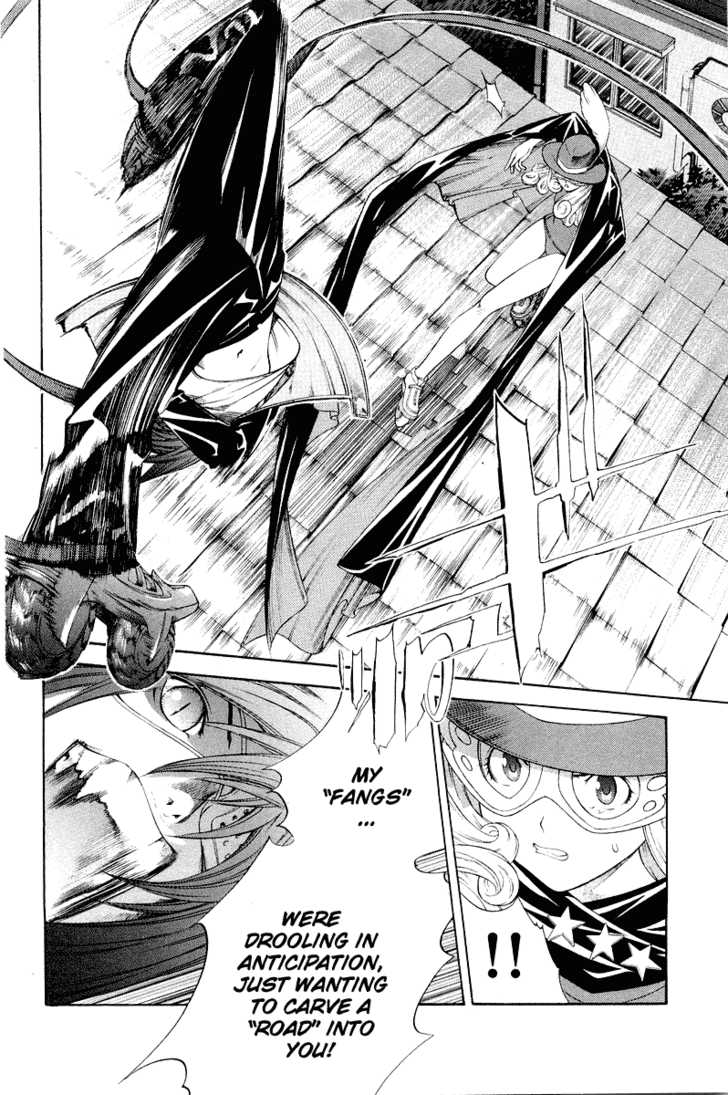 MY
"FANGS"
...
!!
WERE
DROOLING IN
ANTICIPATION,
JUST WANTING
TO CARVE A
"ROAD" INTO
YOU!